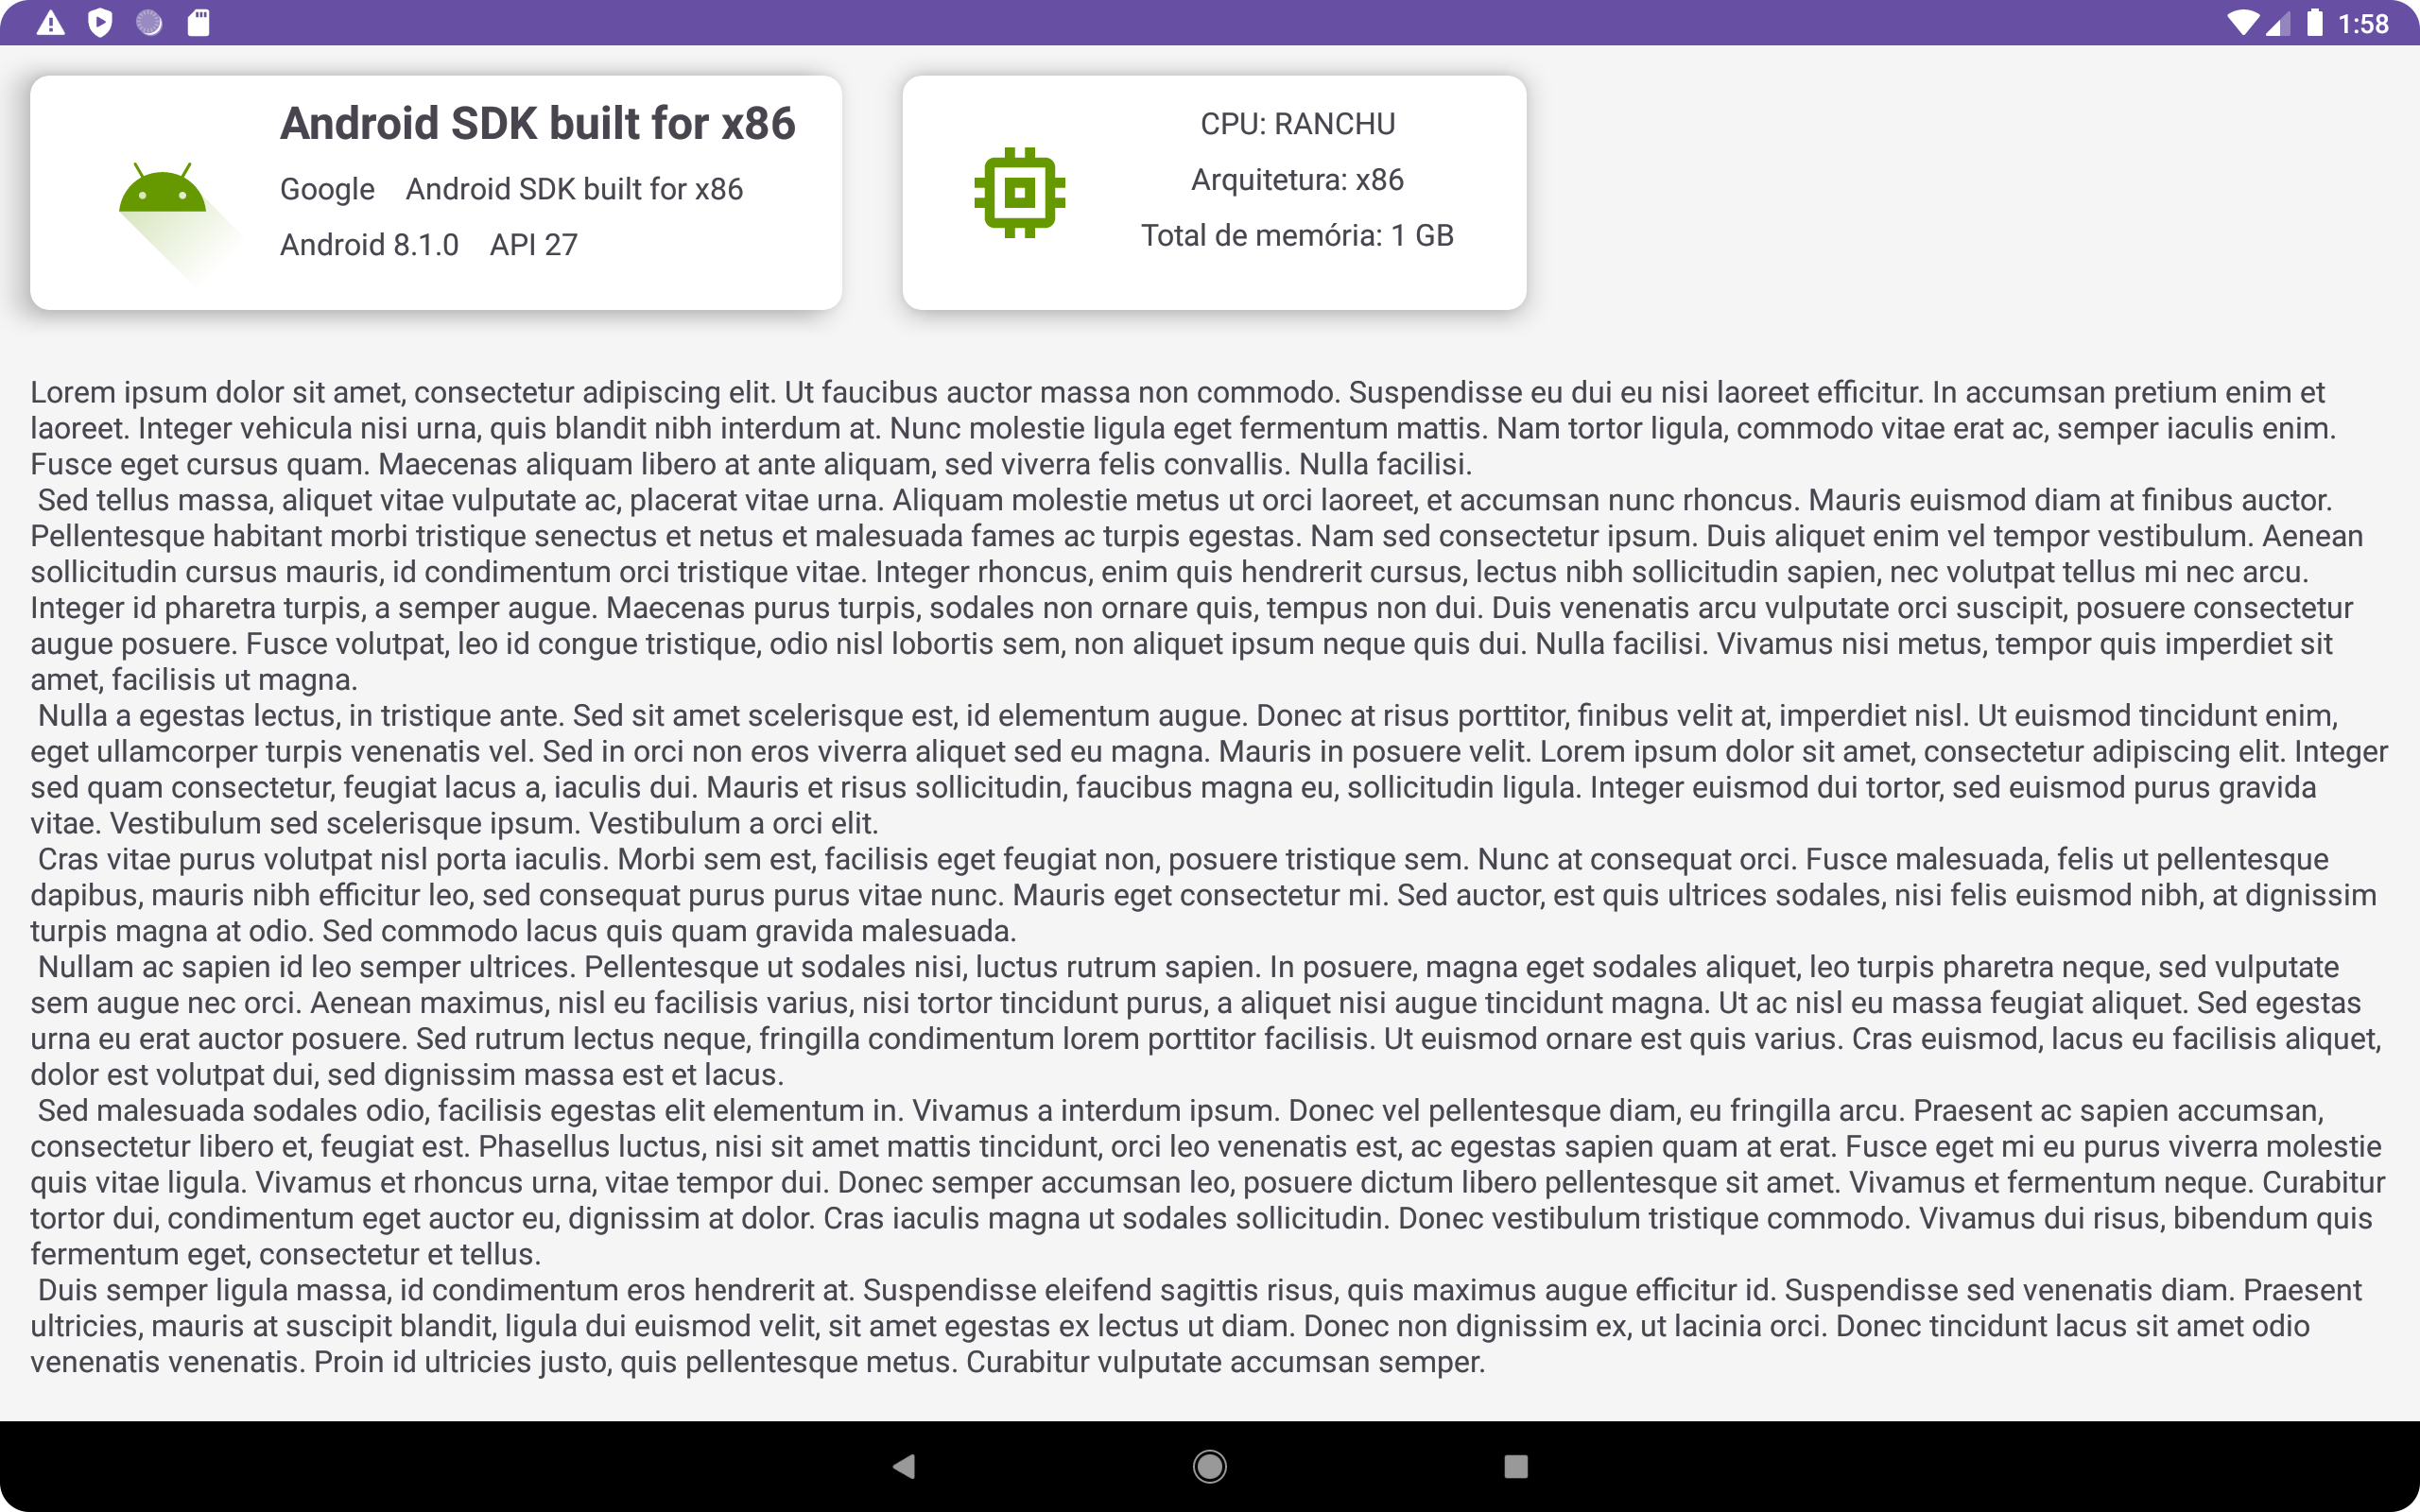 1:58
Android SDK built for x86
Google Android SDK built for x86
Android 8.1.0 API 27
CPU: RANCHU
Arquitetura: x86
Total de memória: 1 GB
Lorem ipsum dolor sit amet, consectetur adipiscing elit. Ut faucibus auctor massa non commodo. Suspendisse eu dui eu nisi laoreet efficitur. In accumsan pretium enim et
laoreet. Integer vehicula nisi urna, quis blandit nibh interdum at. Nunc molestie ligula eget fermentum mattis. Nam tortor ligula, commodo vitae erat ac, semper iaculis enim.
Fusce eget cursus quam. Maecenas aliquam libero at ante aliquam, sed viverra felis convallis. Nulla facilisi.
Sed tellus massa, aliquet vitae vulputate ac, placerat vitae urna. Aliquam molestie metus ut orci laoreet, et accumsan nunc rhoncus. Mauris euismod diam at finibus auctor.
Pellentesque habitant morbi tristique senectus et netus et malesuada fames ac turpis egestas. Nam sed consectetur ipsum. Duis aliquet enim vel tempor vestibulum. Aenean
sollicitudin cursus mauris, id condimentum orci tristique vitae. Integer rhoncus, enim quis hendrerit cursus, lectus nibh sollicitudin sapien, nec volutpat tellus mi nec arcu.
Integer id pharetra turpis, a semper augue. Maecenas purus turpis, sodales non ornare quis, tempus non dui. Duis venenatis arcu vulputate orci suscipit, posuere consectetur
augue posuere. Fusce volutpat, leo id congue tristique, odio nisl lobortis sem, non aliquet ipsum neque quis dui. Nulla facilisi. Vivamus nisi metus, tempor quis imperdiet sit
amet, facilisis ut magna.
Nulla a egestas lectus, in tristique ante. Sed sit amet scelerisque est, id elementum augue. Donec at risus porttitor, finibus velit at, imperdiet nisl. Ut euismod tincidunt enim,
eget ullamcorper turpis venenatis vel. Sed in orci non eros viverra aliquet sed eu magna. Mauris in posuere velit. Lorem ipsum dolor sit amet, consectetur adipiscing elit. Integer
sed quam consectetur, feugiat lacus a, iaculis dui. Mauris et risus sollicitudin, faucibus magna eu, sollicitudin ligula. Integer euismod dui tortor, sed euismod purus gravida
vitae. Vestibulum sed scelerisque ipsum. Vestibulum a orci elit.
Cras vitae purus volutpat nisl porta iaculis. Morbi sem est, facilisis eget feugiat non, posuere tristique sem. Nunc at consequat orci. Fusce malesuada, felis ut pellentesque
dapibus, mauris nibh efficitur leo, sed consequat purus purus vitae nunc. Mauris eget consectetur mi. Sed auctor, est quis ultrices sodales, nisi felis euismod nibh, at dignissim
turpis magna at odio. Sed commodo lacus quis quam gravida malesuada.
Nullam ac sapien id leo semper ultrices. Pellentesque ut sodales nisi, luctus rutrum sapien. In posuere, magna eget sodales aliquet, leo turpis pharetra neque, sed vulputate
sem augue nec orci. Aenean maximus, nisl eu facilisis varius, nisi tortor tincidunt purus, a aliquet nisi augue tincidunt magna. Ut ac nisl eu massa feugiat aliquet. Sed egestas
urna eu erat auctor posuere. Sed rutrum lectus neque, fringilla condimentum lorem porttitor facilisis. Ut euismod ornare est quis varius. Cras euismod, lacus eu facilisis aliquet,
dolor est volutpat dui, sed dignissim massa est et lacus.
Sed malesuada sodales odio, facilisis egestas elit elementum in. Vivamus a interdum ipsum. Donec vel pellentesque diam, eu fringilla arcu. Praesent ac sapien accumsan,
consectetur libero et, feugiat est. Phasellus luctus, nisi sit amet mattis tincidunt, orci leo venenatis est, ac egestas sapien quam at erat. Fusce eget mi eu purus viverra molestie
quis vitae ligula. Vivamus et rhoncus urna, vitae tempor dui. Donec semper accumsan leo, posuere dictum libero pellentesque sit amet. Vivamus et fermentum neque. Curabitur
tortor dui, condimentum eget auctor eu, dignissim at dolor. Cras iaculis magna ut sodales sollicitudin. Donec vestibulum tristique commodo. Vivamus dui risus, bibendum quis
fermentum eget, consectetur et tellus.
Duis semper ligula massa, id condimentum eros hendrerit at. Suspendisse eleifend sagittis risus, quis maximus augue efficitur id. Suspendisse sed venenatis diam. Praesent
ultricies, mauris at suscipit blandit, ligula dui euismod velit, sit amet egestas ex lectus ut diam. Donec non dignissim ex, ut lacinia orci. Donec tincidunt lacus sit amet odio
venenatis venenatis. Proin id ultricies justo, quis pellentesque metus. Curabitur vulputate accumsan semper.